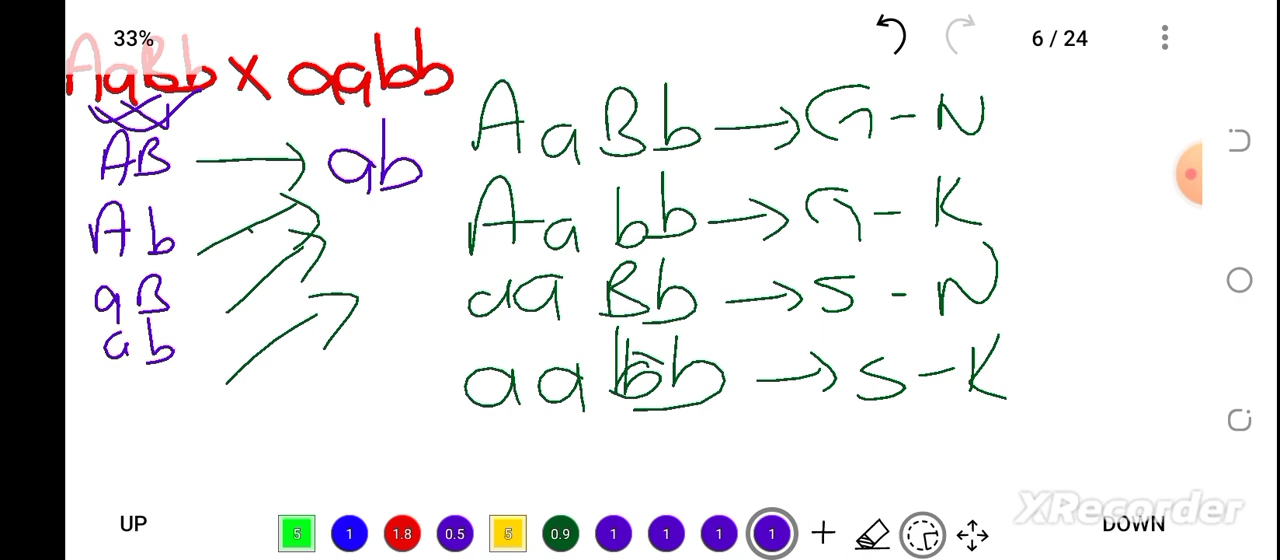 33%
6 / 24
AaBb x aabb
AB → ab
Ab
aB
ab
AaBb → G - N
Aabb → G - K
aaBb → S - N
aabb → S - K
UP
5 1 1.8 0.5 5 0.9 1 1 1 1 +
XRecorder
DOWN